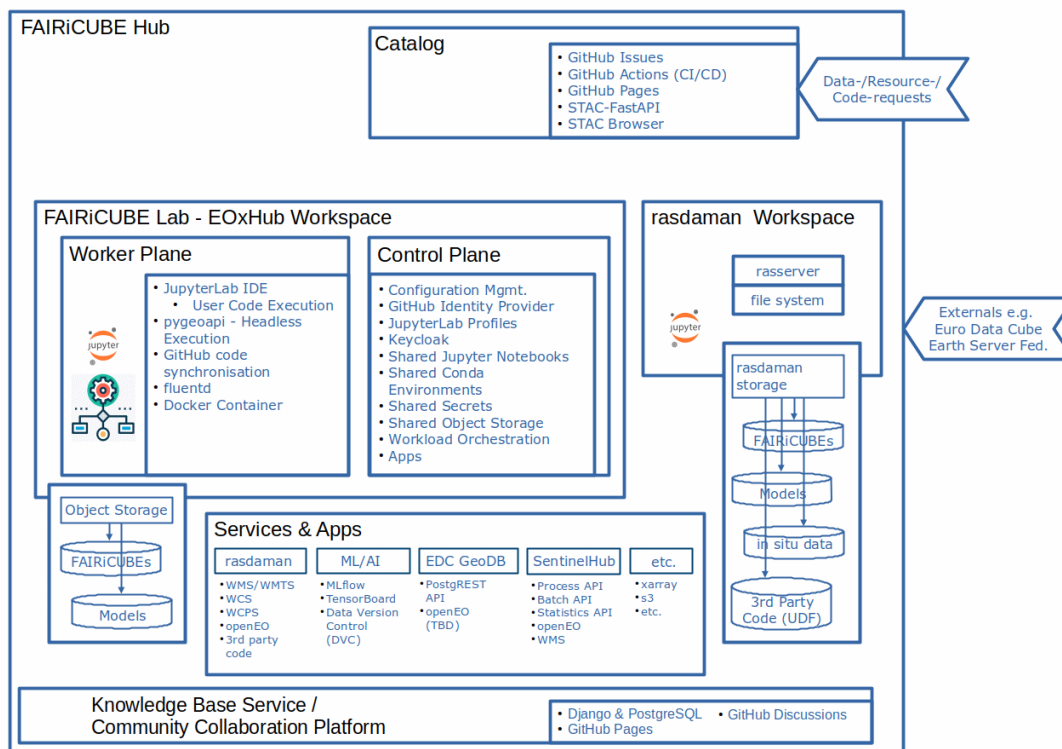 FAIRiCUBE Hub
Catalog
• GitHub Issues
• GitHub Actions (CI/CD)
• GitHub Pages
• STAC-FastAPI
• STAC Browser
Data-/Resource-/
Code-requests
FAIRiCUBE Lab - EOxHub Workspace
Worker Plane
• JupyterLab IDE
• User Code Execution
• pygeoapi - Headless
Execution
• GitHub code
synchronisation
• fluentd
• Docker Container
jupyter
Control Plane
• Configuration Mgmt.
• GitHub Identity Provider
• JupyterLab Profiles
• Keycloak
• Shared Jupyter Notebooks
• Shared Conda
Environments
• Shared Secrets
• Shared Object Storage
• Workload Orchestration
• Apps
rasdaman Workspace
rasserver
file system
jupyter
rasdaman
storage
FAIRiCUBEs
Models
in situ data
3rd Party
Code (UDF)
Externals e.g.
Euro Data Cube
Earth Server Fed.
Object Storage
FAIRiCUBEs
Models
Services & Apps
rasdaman
• WMS/WMTS
• WCS
• WCPS
• openEO
• 3rd party
code
ML/AI
• MLflow
• TensorBoard
• Data Version
Control
(DVC)
EDC GeoDB
• PostgREST
API
• openEO
(TBD)
SentinelHub
• Process API
• Batch API
• Statistics API
• openEO
• WMS
etc.
• xarray
• s3
• etc.
Knowledge Base Service /
Community Collaboration Platform
• Django & PostgreSQL
• GitHub Discussions
• GitHub Pages